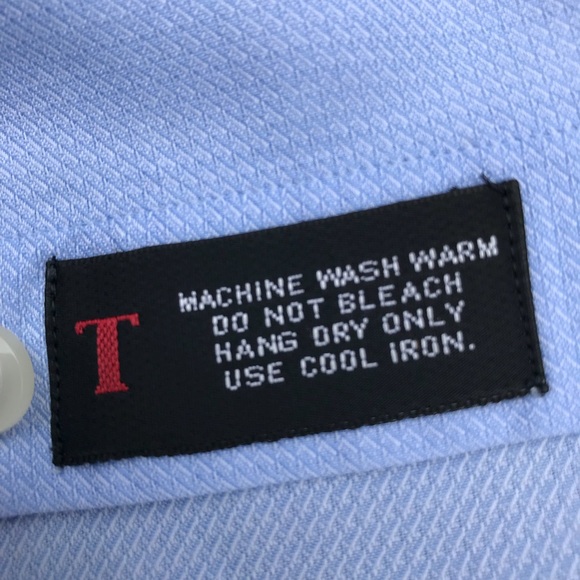 T
MACHINE WASH WARM
DO NOT BLEACH
HANG DRY ONLY
USE COOL IRON.